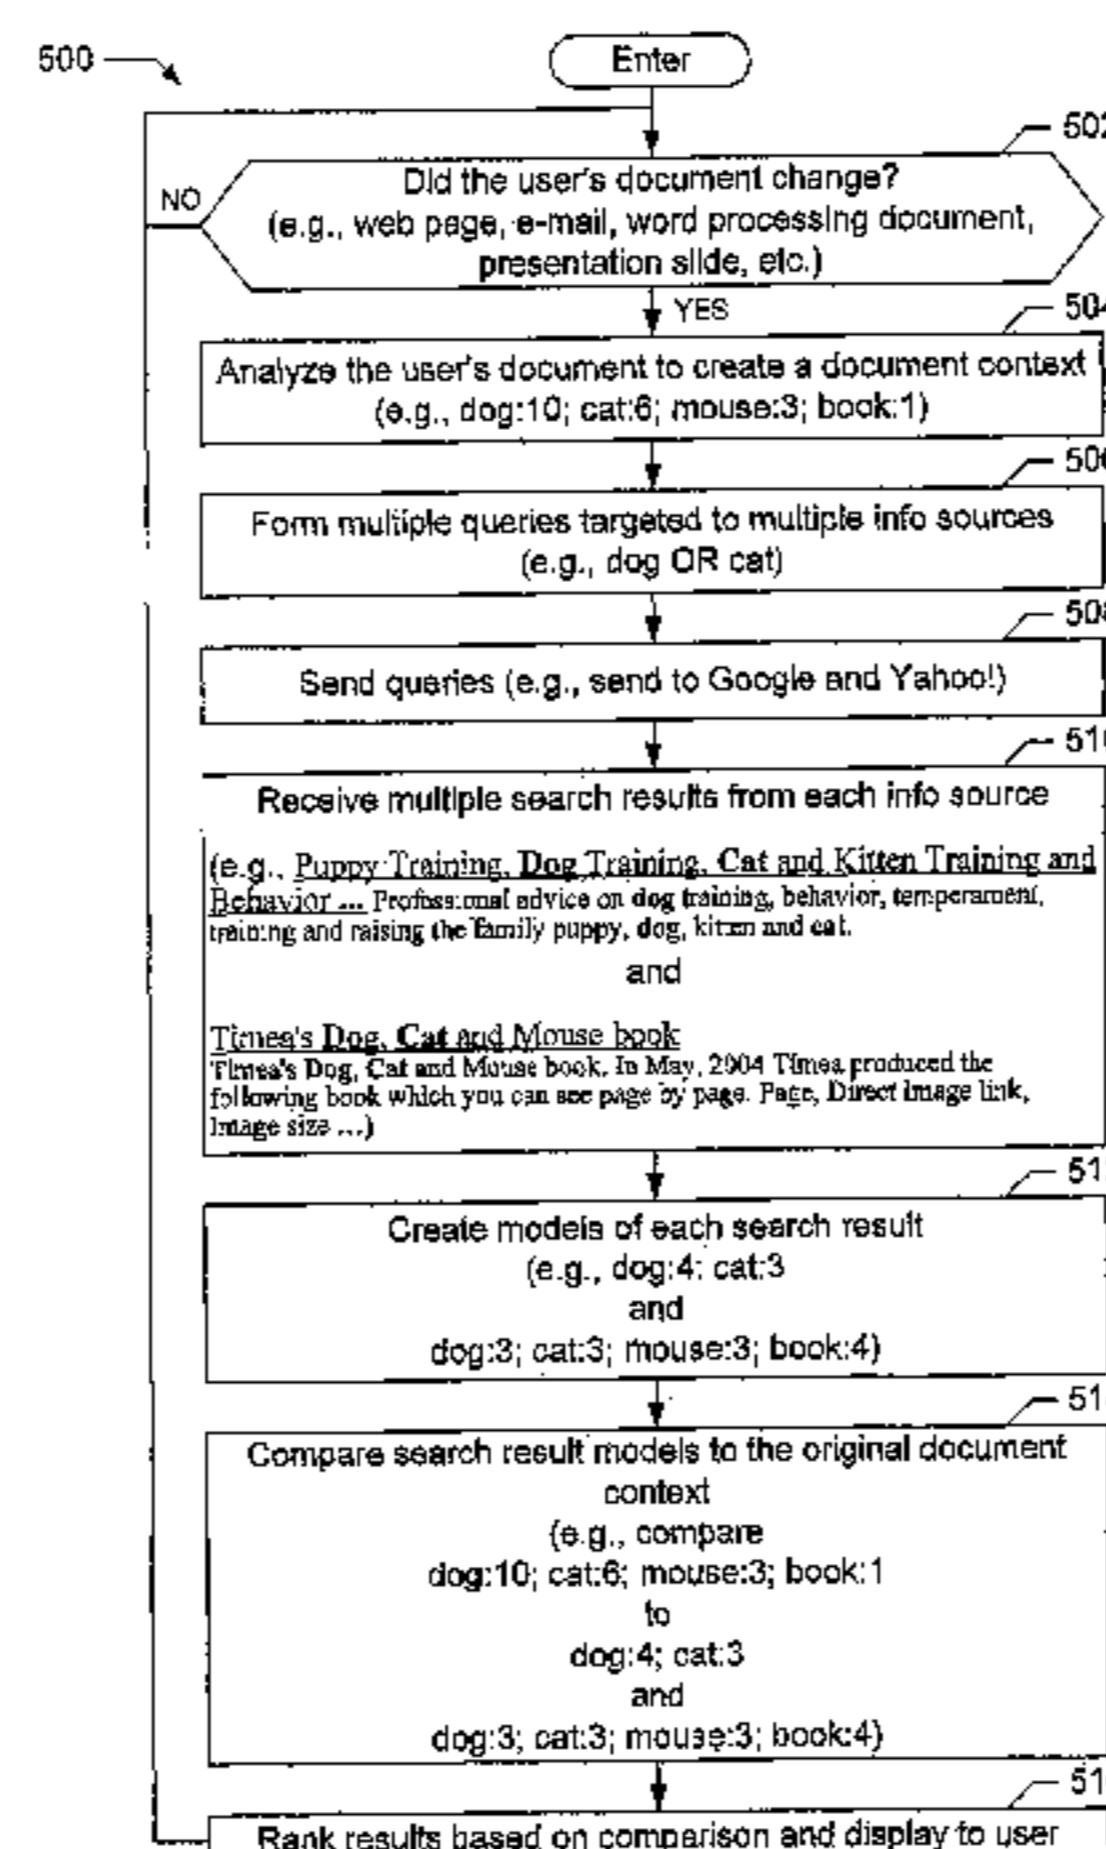 500
Enter
502
Did the user's document change?
NO
(e.g., web page, e-mail, word processing document,
presentation slide, etc.)
YES
504
Analyze the user's document to create a document context
(e.g., dog:10; cat:6; mouse:3; book:1)
506
Form multiple queries targeted to multiple info sources
(e.g., dog OR cat)
508
Send queries (e.g., send to Google and Yahoo!)
510
Receive multiple search results from each info source
(e.g., Puppy Training, Dog Training, Cat and Kitten Training and
Behavior ... Professional advice on dog training, behavior, temperament,
training and raising the family puppy, dog, kitten and cat.
and
Timea's Dog, Cat and Mouse book
Timea's Dog, Cat and Mouse book. In May, 2004 Timea produced the
following book which you can see page by page. Page, Direct image link,
Image size ...)
51
Create models of each search result
(e.g., dog:4; cat:3
and
dog:3; cat:3; mouse:3; book:4)
51
Compare search result models to the original document
context
(e.g., compare
dog:10; cat:6; mouse:3; book:1
to
dog:4; cat:3
and
dog:3; cat:3; mouse:3; book:4)
51
Rank results based on comparison and display to user